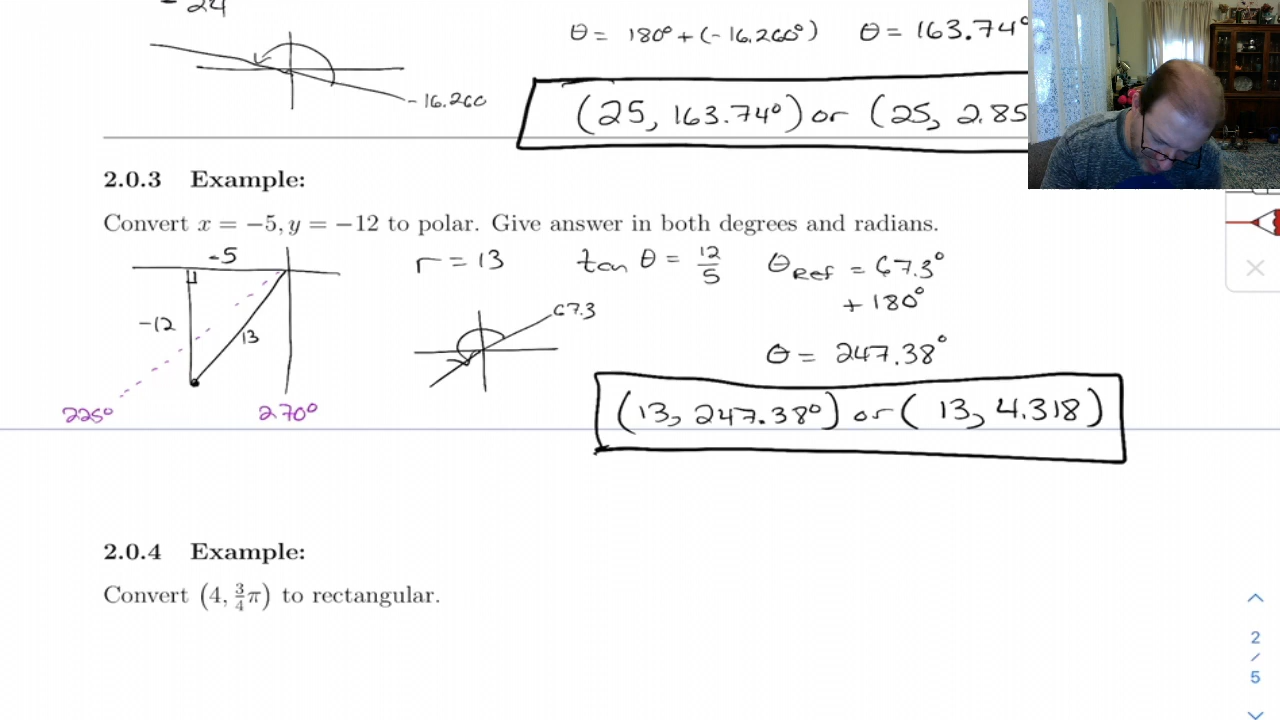 - 24
θ = 180° + (-16.260°) θ = 163.74°
-16.260
(25, 163.74°) or (25, 2.85
2.0.3 Example:
Convert x = −5, y = −12 to polar. Give answer in both degrees and radians.
-5
r = 13
tan θ = 12/5
θ Ref = 67.3°
+ 180°
-12
13
67.3
θ = 247.38°
225°
270°
(13, 247.38°) or (13, 4.318)
2.0.4 Example:
Convert (4, 3/4 π) to rectangular.
2
/
5